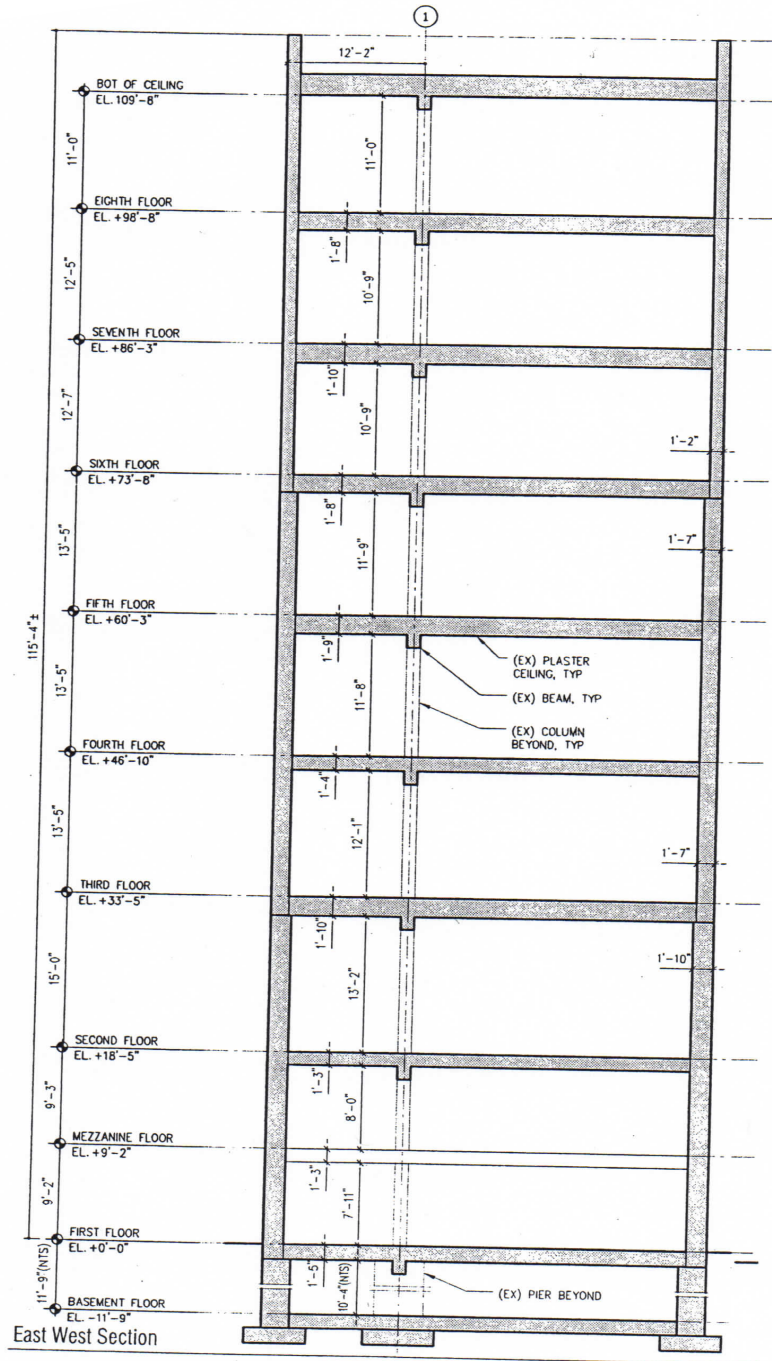 1
12'-2"
BOT OF CEILING
EL. 109'-8"
11'-0"
11'-0"
EIGHTH FLOOR
EL. +98'-8"
1'-8"
12'-5"
10'-9"
SEVENTH FLOOR
EL. +86'-3"
1'-10"
12'-7"
10'-9"
1'-2"
SIXTH FLOOR
EL. +73'-8"
1'-8"
13'-5"
11'-9"
1'-7"
FIFTH FLOOR
EL. +60'-3"
1'-9"
115'-4"±
(EX) PLASTER
CEILING, TYP
(EX) BEAM, TYP
13'-5"
11'-8"
(EX) COLUMN
BEYOND, TYP
FOURTH FLOOR
EL. +46'-10"
1'-4"
13'-5"
12'-1"
1'-7"
THIRD FLOOR
EL. +33'-5"
1'-10"
15'-0"
13'-2"
1'-10"
SECOND FLOOR
EL. +18'-5"
1'-3"
9'-3"
8'-0"
MEZZANINE FLOOR
EL. +9'-2"
1'-3"
9'-2"
7'-11"
FIRST FLOOR
EL. +0'-0"
1'-5"
11'-9"(NTS)
10'-4"(NTS)
(EX) PIER BEYOND
BASEMENT FLOOR
EL. -11'-9"
East West Section